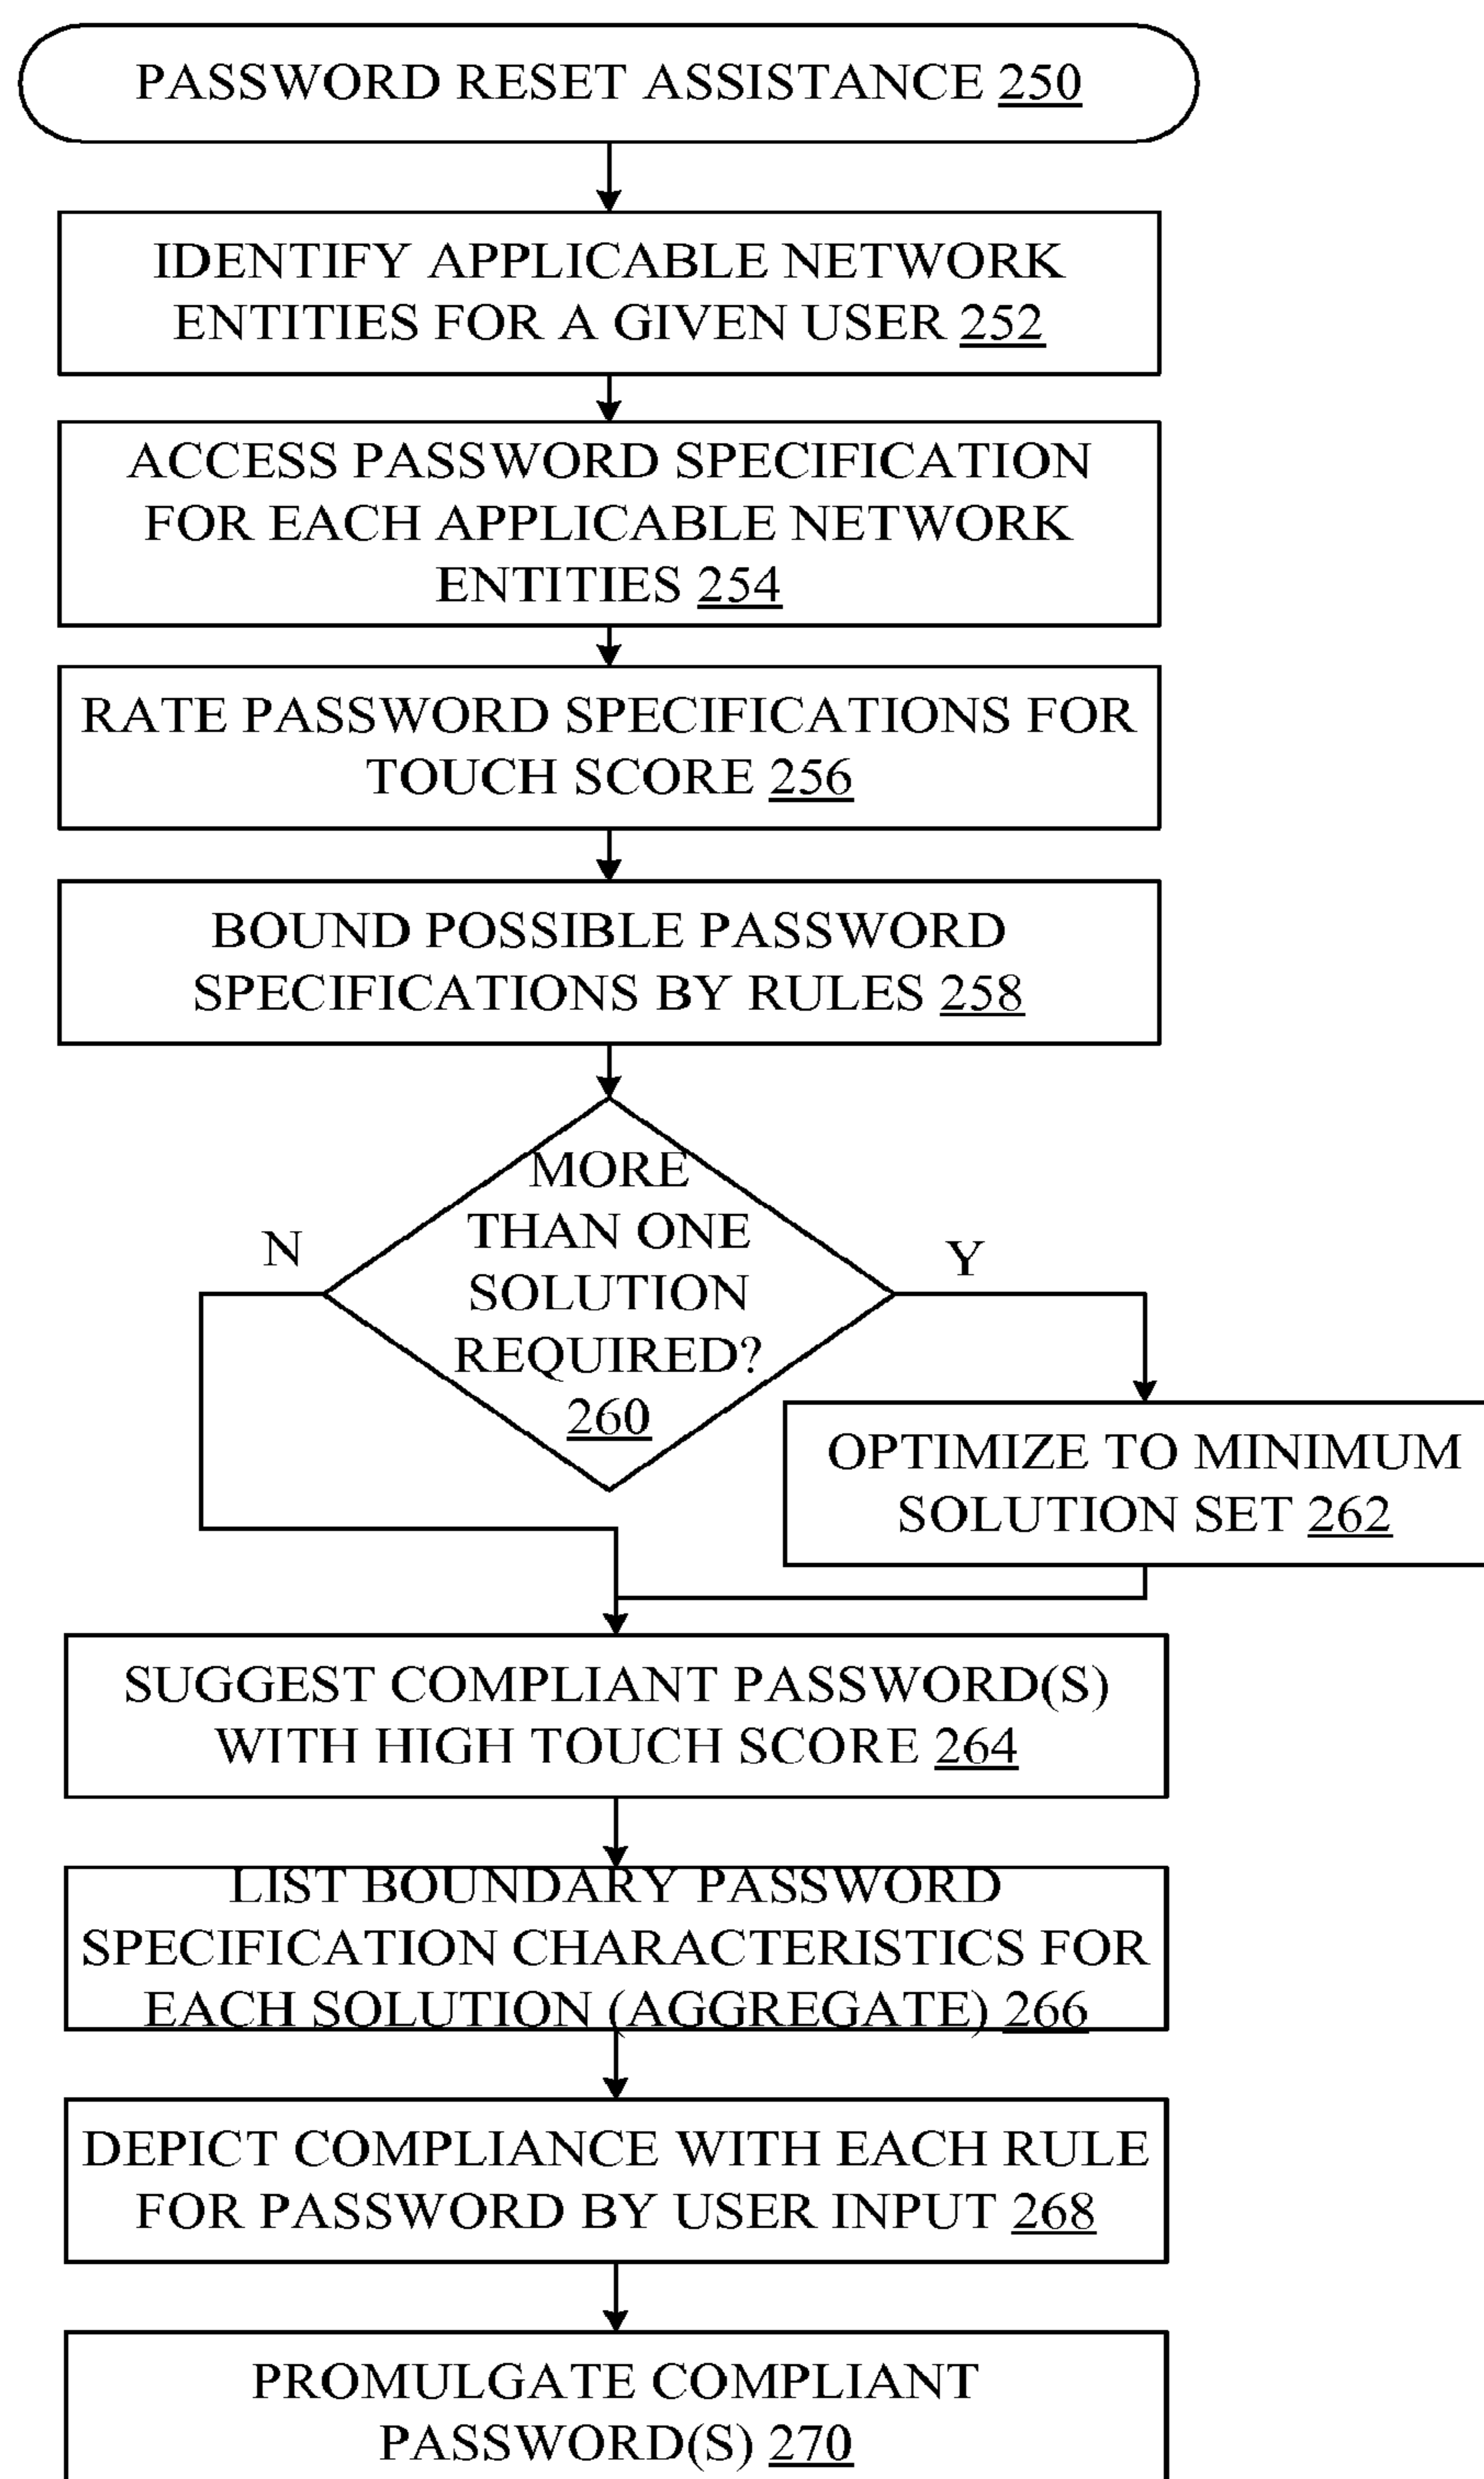 PASSWORD RESET ASSISTANCE 250
IDENTIFY APPLICABLE NETWORK
ENTITIES FOR A GIVEN USER 252
ACCESS PASSWORD SPECIFICATION
FOR EACH APPLICABLE NETWORK
ENTITIES 254
RATE PASSWORD SPECIFICATIONS FOR
TOUCH SCORE 256
BOUND POSSIBLE PASSWORD
SPECIFICATIONS BY RULES 258
MORE
THAN ONE
SOLUTION
REQUIRED?
260
N
Y
OPTIMIZE TO MINIMUM
SOLUTION SET 262
SUGGEST COMPLIANT PASSWORD(S)
WITH HIGH TOUCH SCORE 264
LIST BOUNDARY PASSWORD
SPECIFICATION CHARACTERISTICS FOR
EACH SOLUTION (AGGREGATE) 266
DEPICT COMPLIANCE WITH EACH RULE
FOR PASSWORD BY USER INPUT 268
PROMULGATE COMPLIANT
PASSWORD(S) 270